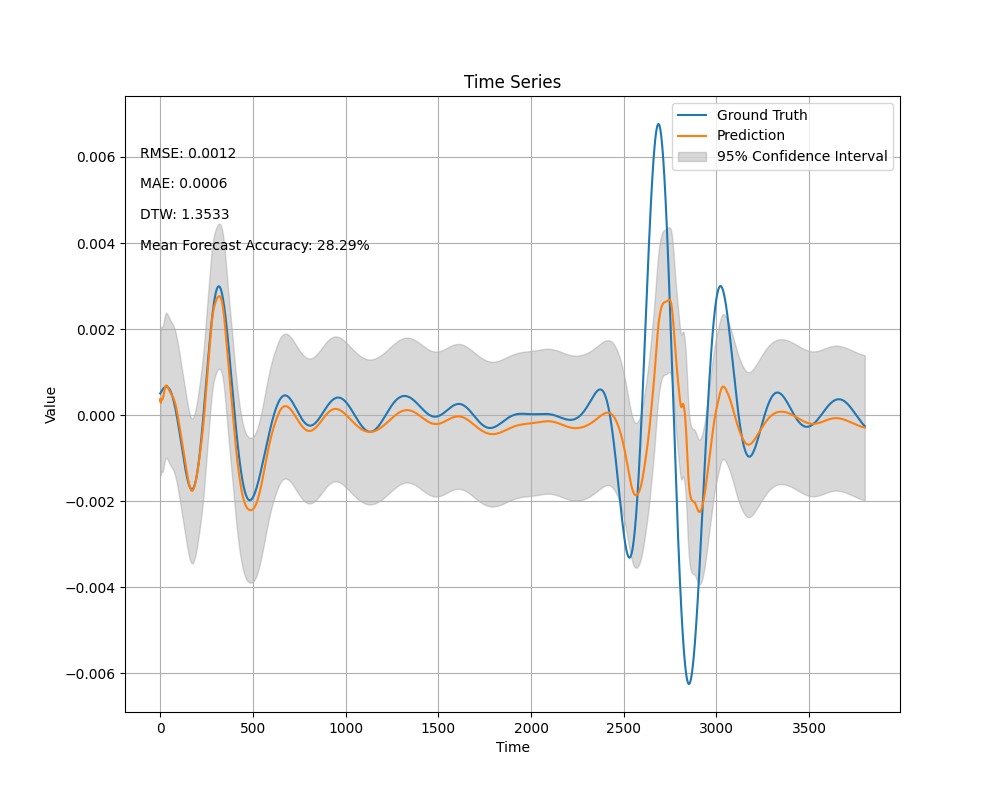 Time Series
Ground Truth
Prediction
95% Confidence Interval
RMSE: 0.0012
MAE: 0.0006
DTW: 1.3533
Mean Forecast Accuracy: 28.29%
0.006
0.004
0.002
0.000
−0.002
−0.004
−0.006
Value
0 500 1000 1500 2000 2500 3000 3500
Time